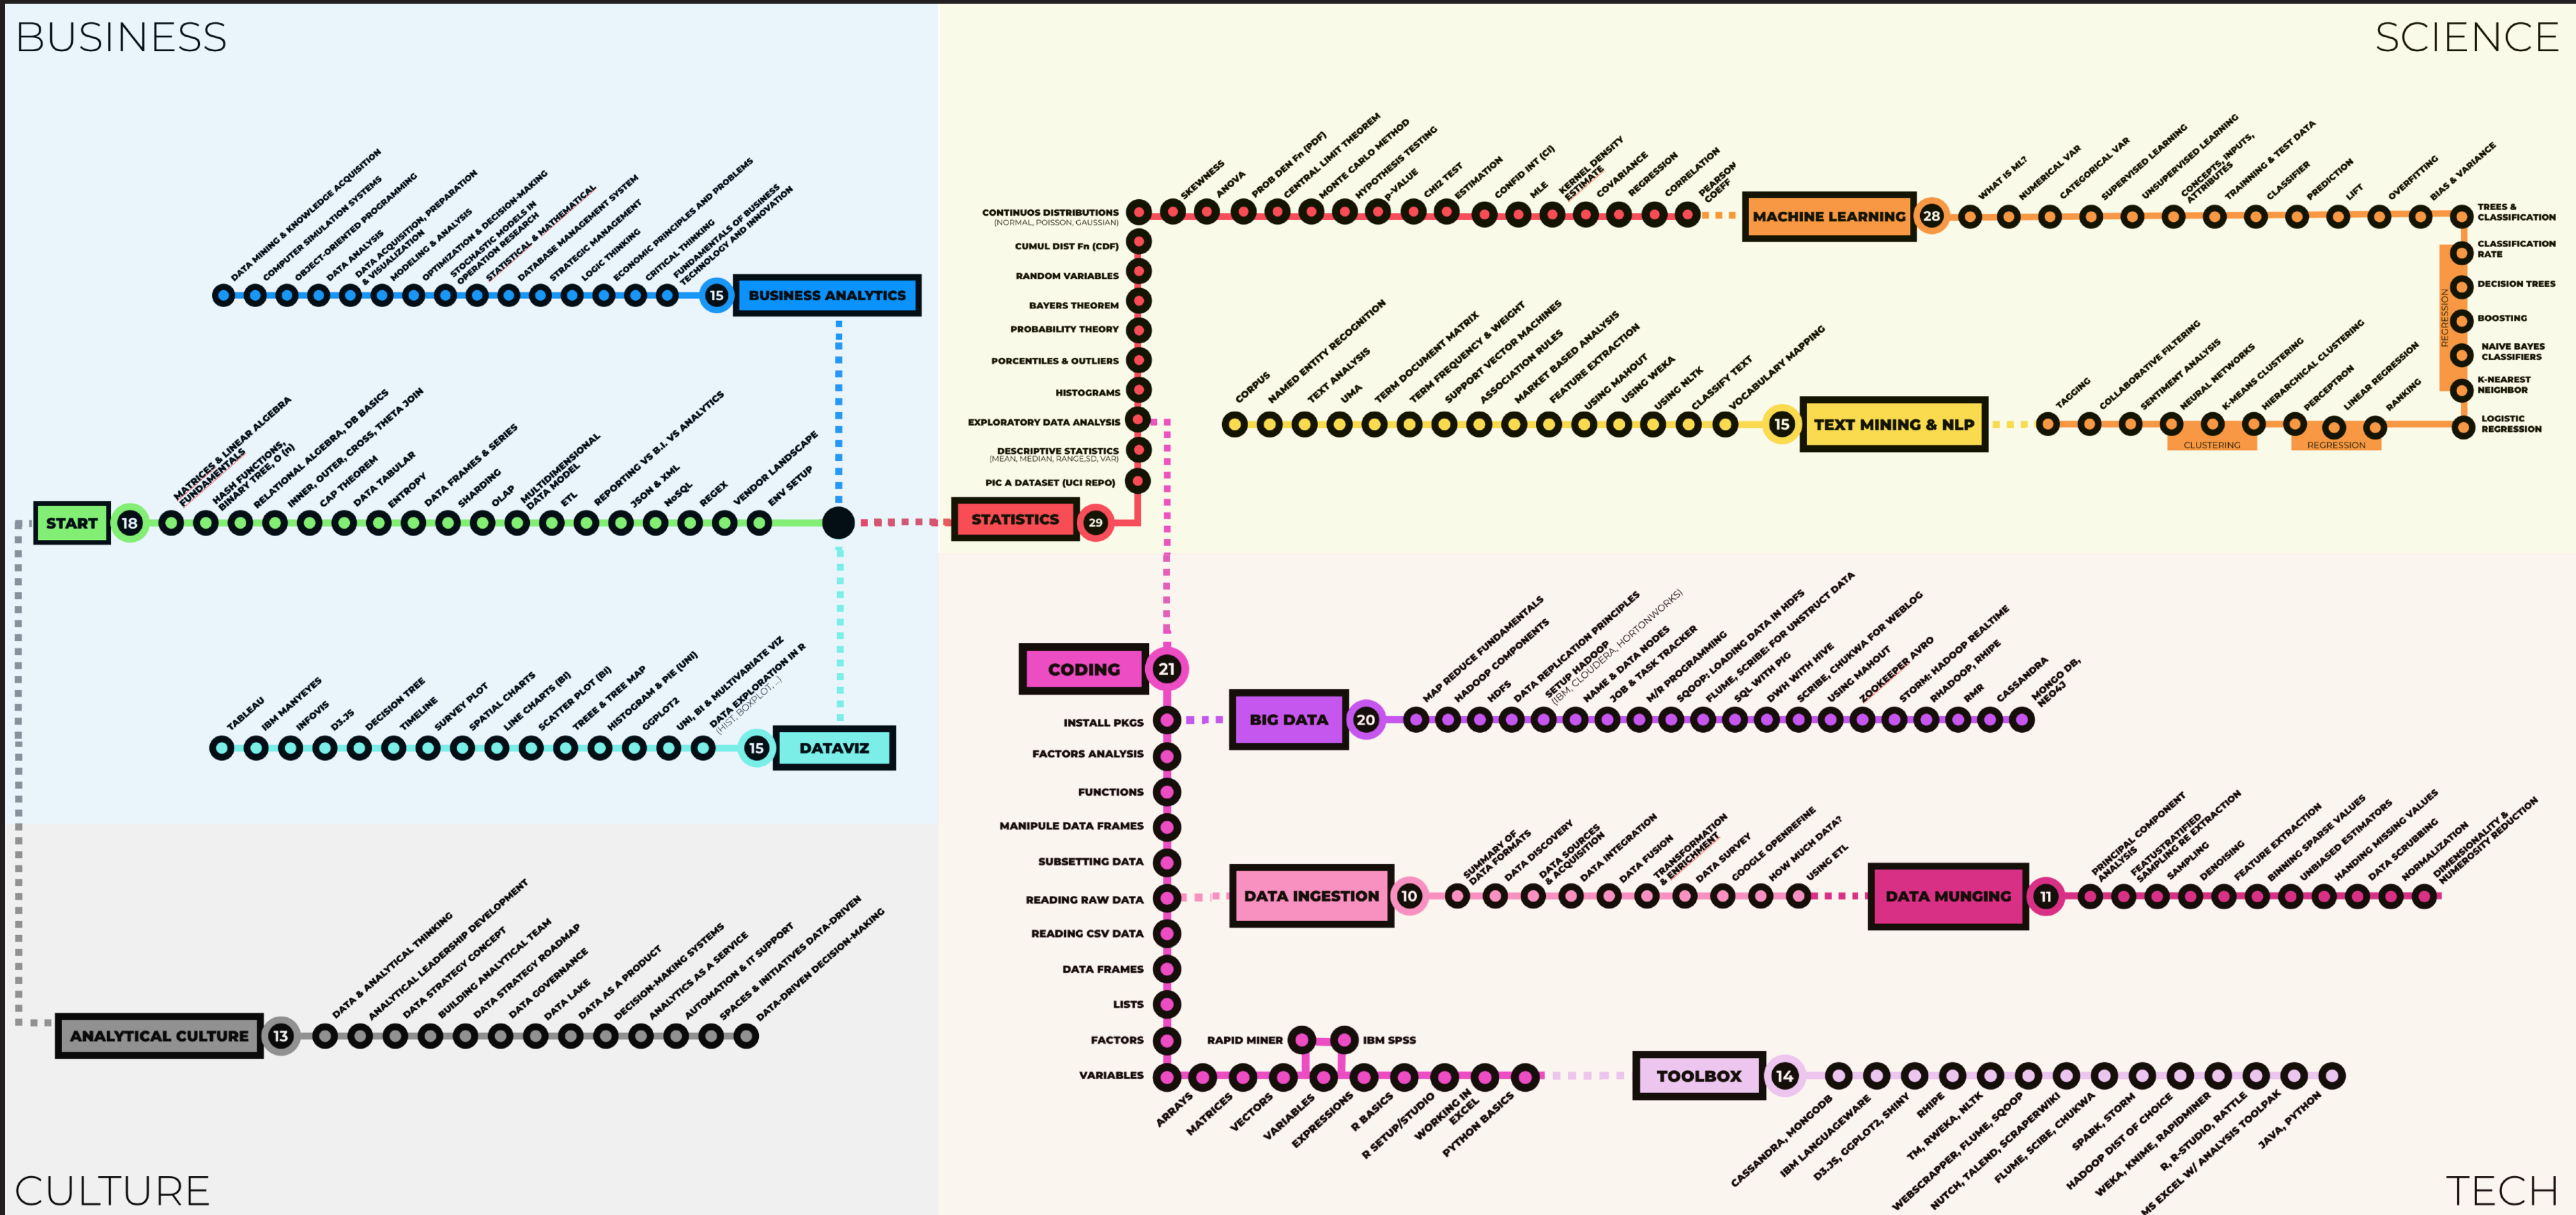 BUSINESS
SCIENCE
DATA MINING & KNOWLEDGE ACQUISITION
COMPUTER SIMULATION SYSTEMS
OBJECT-ORIENTED PROGRAMMING
DATA ANALYSIS
DATA ACQUISITION, PREPARATION
& VISUALIZATION
MODELING & ANALYSIS
OPTIMIZATION & DECISION-MAKING
STOCHASTIC MODELS IN
OPERATION RESEARCH
STATISTICAL & MATHEMATICAL
DATABASE MANAGEMENT SYSTEM
STRATEGIC MANAGEMENT
LOGIC THINKING
ECONOMIC PRINCIPLES AND PROBLEMS
CRITICAL THINKING
FUNDAMENTALS OF BUSINESS
TECHNOLOGY AND INNOVATION
15
BUSINESS ANALYTICS
START
18
MATRICES & LINEAR ALGEBRA
FUNDAMENTALS
HASH FUNCTIONS,
BINARY TREE, O (n)
RELATIONAL ALGEBRA, DB BASICS
INNER, OUTER, CROSS, THETA JOIN
CAP THEOREM
DATA TABULAR
ENTROPY
DATA FRAMES & SERIES
SHARDING
OLAP
MULTIDIMENSIONAL
DATA MODEL
ETL
REPORTING VS B.I. VS ANALYTICS
JSON & XML
NoSQL
REGEX
VENDOR LANDSCAPE
ENV SETUP
TABLEAU
IBM MANYEYES
INFOVIS
D3.JS
DECISION TREE
TIMELINE
SURVEY PLOT
SPATIAL CHARTS
LINE CHARTS (BI)
SCATTER PLOT (BI)
TREEE & TREE MAP
HISTOGRAM & PIE (UNI)
GGPLOT2
UNI, BI & MULTIVARIATE VIZ
DATA EXPLORATION IN R
(HIST, BOXPLOT, ..)
15
DATAVIZ
ANALYTICAL CULTURE
13
DATA & ANALYTICAL THINKING
ANALYTICAL LEADERSHIP DEVELOPMENT
DATA STRATEGY CONCEPT
BUILDING ANALYTICAL TEAM
DATA STRATEGY ROADMAP
DATA GOVERNANCE
DATA LAKE
DATA AS A PRODUCT
DECISION-MAKING SYSTEMS
ANALYTICS AS A SERVICE
AUTOMATION & IT SUPPORT
SPACES & INITIATIVES DATA-DRIVEN
DATA-DRIVEN DECISION-MAKING
CULTURE
CONTINUOS DISTRIBUTIONS
(NORMAL, POISSON, GAUSSIAN)
CUMUL DIST Fn (CDF)
RANDOM VARIABLES
BAYERS THEOREM
PROBABILITY THEORY
PORCENTILES & OUTLIERS
HISTOGRAMS
EXPLORATORY DATA ANALYSIS
DESCRIPTIVE STATISTICS
(MEAN, MEDIAN, RANGE,SD, VAR)
PIC A DATASET (UCI REPO)
STATISTICS
29
SKEWNESS
ANOVA
PROB DEN Fn (PDF)
CENTRAL LIMIT THEOREM
MONTE CARLO METHOD
HYPOTHESIS TESTING
P-VALUE
CHI2 TEST
ESTIMATION
CONFID INT (CI)
MLE
KERNEL DENSITY
ESTIMATE
COVARIANCE
REGRESSION
CORRELATION
PEARSON
COEFF
MACHINE LEARNING
28
WHAT IS ML?
NUMERICAL VAR
CATEGORICAL VAR
SUPERVISED LEARNING
UNSUPERVISED LEARNING
CONCEPTS, INPUTS,
ATTRIBUTES
TRAINNING & TEST DATA
CLASSIFIER
PREDICTION
LIFT
OVERFITTING
BIAS & VARIANCE
TREES &
CLASSIFICATION
CLASSIFICATION
RATE
DECISION TREES
BOOSTING
NAIVE BAYES
CLASSIFIERS
K-NEAREST
NEIGHBOR
LOGISTIC
REGRESSION
REGRESSION
TAGGING
COLLABORATIVE FILTERING
SENTIMENT ANALYSIS
NEURAL NETWORKS
K-MEANS CLUSTERING
HIERARCHICAL CLUSTERING
PERCEPTRON
LINEAR REGRESSION
RANKING
CLUSTERING
REGRESSION
CORPUS
NAMED ENTITY RECOGNITION
TEXT ANALYSIS
UMA
TERM DOCUMENT MATRIX
TERM FREQUENCY & WEIGHT
SUPPORT VECTOR MACHINES
ASSOCIATION RULES
MARKET BASED ANALYSIS
FEATURE EXTRACTION
USING MAHOUT
USING WEKA
USING NLTK
CLASSIFY TEXT
VOCABULARY MAPPING
15
TEXT MINING & NLP
CODING
21
INSTALL PKGS
FACTORS ANALYSIS
FUNCTIONS
MANIPULE DATA FRAMES
SUBSETTING DATA
READING RAW DATA
READING CSV DATA
DATA FRAMES
LISTS
FACTORS
VARIABLES
RAPID MINER
IBM SPSS
ARRAYS
MATRICES
VECTORS
VARIABLES
EXPRESSIONS
R BASICS
R SETUP/STUDIO
WORKING IN
EXCEL
PYTHON BASICS
BIG DATA
20
MAP REDUCE FUNDAMENTALS
HADOOP COMPONENTS
HDFS
DATA REPLICATION PRINCIPLES
SETUP HADOOP
(IBM, CLOUDERA, HORTONWORKS)
NAME & DATA NODES
JOB & TASK TRACKER
M/R PROGRAMMING
SQOOP: LOADING DATA IN HDFS
FLUME, SCRIBE: FOR UNSTRUCT DATA
SQL WITH PIG
DWH WITH HIVE
SCRIBE, CHUKWA FOR WEBLOG
USING MAHOUT
ZOOKEEPER AVRO
STORM: HADOOP REALTIME
RHADOOP, RHIPE
RMR
CASSANDRA
MONGO DB,
NEO4J
DATA INGESTION
10
SUMMARY OF
DATA FORMATS
DATA DISCOVERY
DATA SOURCES
& ACQUISITION
DATA INTEGRATION
DATA FUSION
TRANSFORMATION
& ENRICHMENT
DATA SURVEY
GOOGLE OPENREFINE
HOW MUCH DATA?
USING ETL
DATA MUNGING
11
PRINCIPAL COMPONENT
ANALYSIS
FEATUSTRATIFIED
SAMPLING RE EXTRACTION
SAMPLING
DENOISING
FEATURE EXTRACTION
BINNING SPARSE VALUES
UNBIASED ESTIMATORS
HANDING MISSING VALUES
DATA SCRUBBING
NORMALIZATION
DIMENSIONALITY &
NUMEROSITY REDUCTION
TOOLBOX
14
CASSANDRA, MONGODB
IBM LANGUAGEWARE
D3.JS, GGPLOT2, SHINY
RHIPE
TM, RWEKA, NLTK
WEBSCRAPPER, FLUME, SQOOP
NUTCH, TALEND, SCRAPERWIKI
FLUME, SCIBE, CHUKWA
SPARK, STORM
HADOOP DIST OF CHOICE
WEKA, KNIME, RAPIDMINER
R, R-STUDIO, RATTLE
MS EXCEL W/ ANALYSIS TOOLPAK
JAVA, PYTHON
TECH